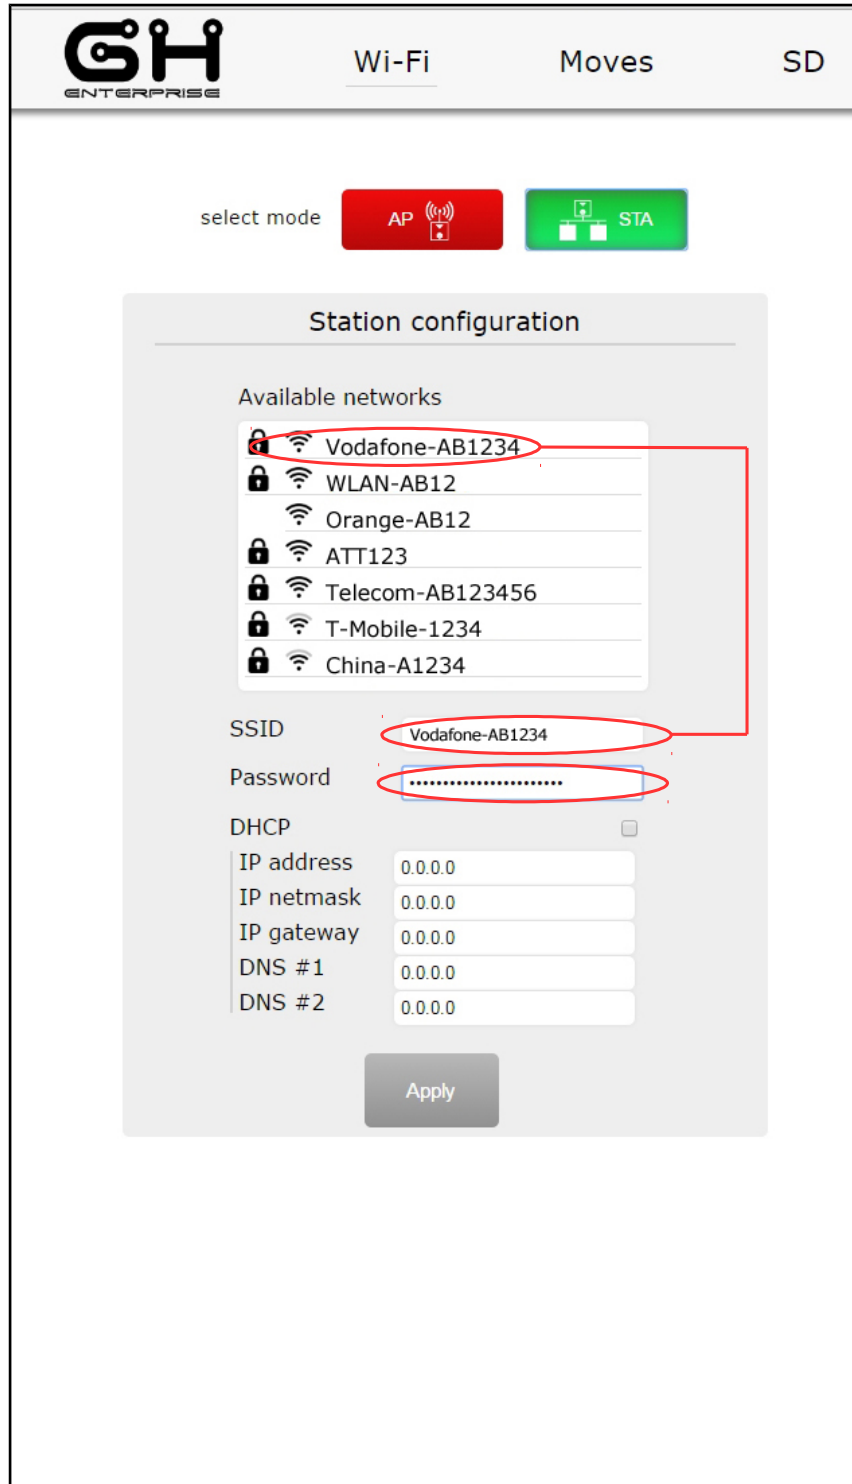 GH
ENTERPRISE
Wi-Fi Moves SD
select mode AP STA
Station configuration
Available networks
Vodafone-AB1234
WLAN-AB12
Orange-AB12
ATT123
Telecom-AB123456
T-Mobile-1234
China-A1234
SSID Vodafone-AB1234
Password •••••••••••••••••••••••
DHCP
IP address 0.0.0.0
IP netmask 0.0.0.0
IP gateway 0.0.0.0
DNS #1 0.0.0.0
DNS #2 0.0.0.0
Apply